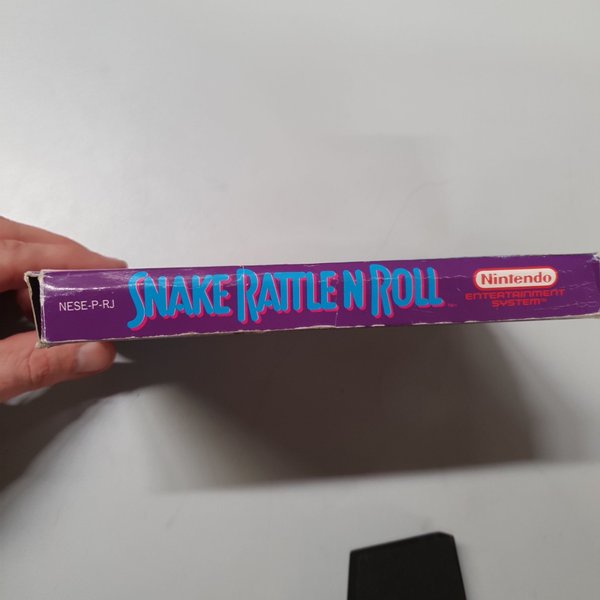 NESE-P-RJ
SNAKE RATTLE N ROLL
Nintendo
ENTERTAINMENT
SYSTEM